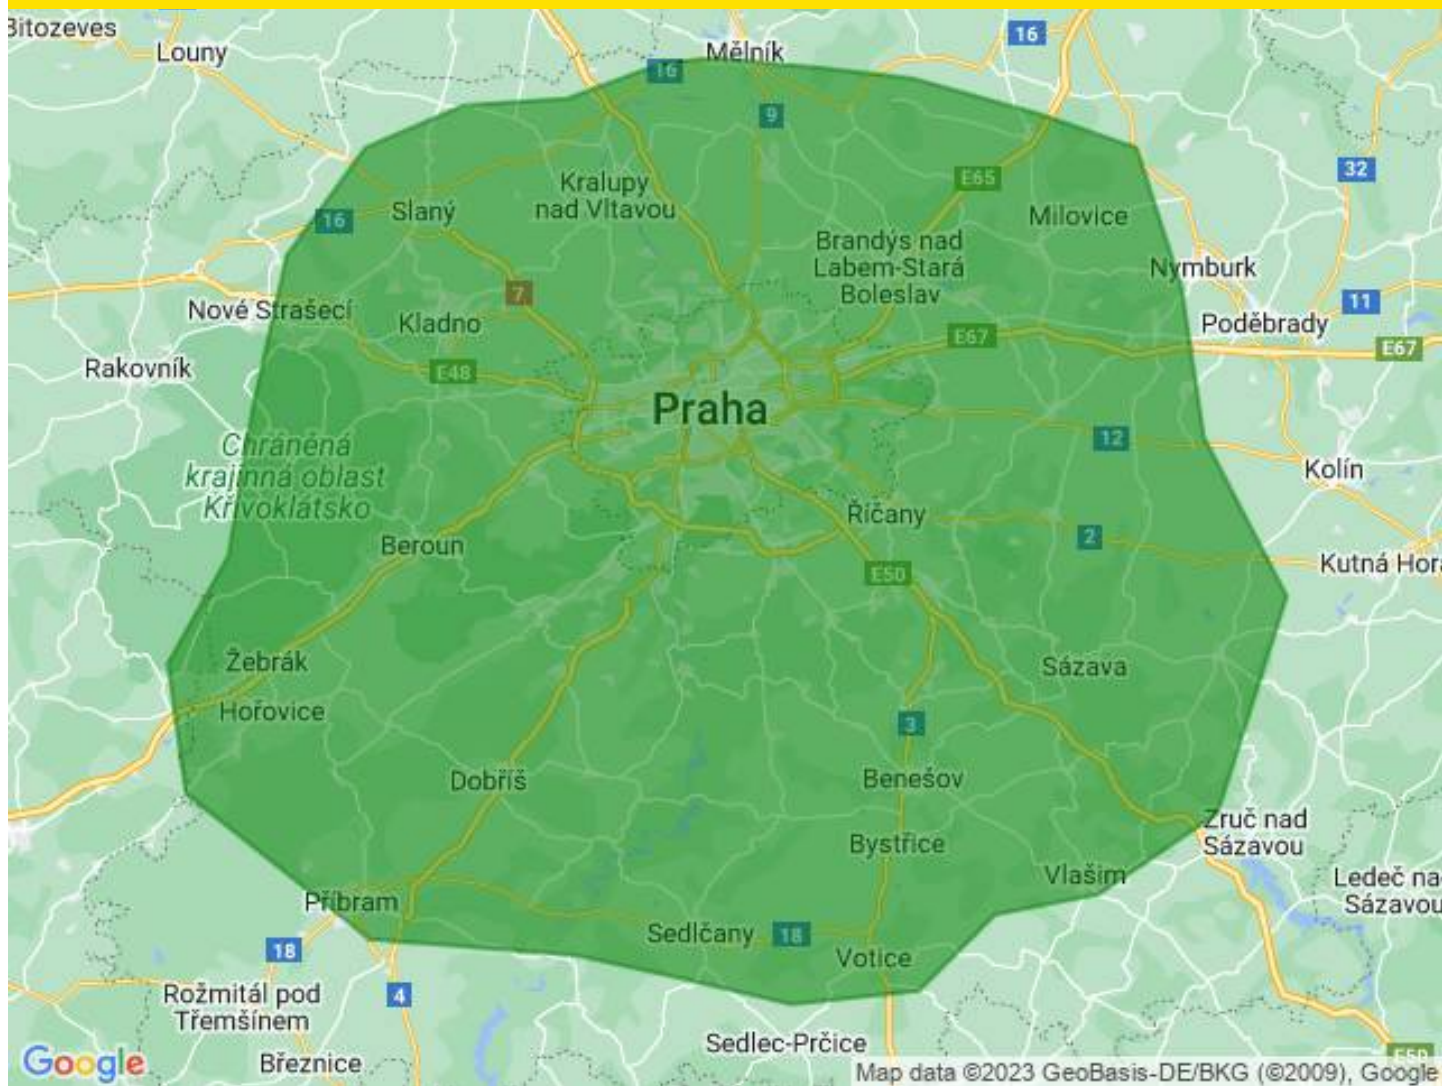 Bitozeves
Louny
Mělník
16
16
9
32
E65
Kralupy
nad Vltavou
Slaný
16
Milovice
Brandýs nad
Labem-Stará
Boleslav
Nymburk
7
11
Nové Strašecí
Kladno
Poděbrady
E67
E67
Rakovník
E48
Praha
Chráněná
krajinná oblast
Křivoklátsko
12
Kolín
Říčany
2
Beroun
Kutná Hora
E50
Žebrák
Sázava
Hořovice
3
Dobříš
Benešov
Zruč nad
Sázavou
Bystřice
Vlašim
Ledeč na
Sázavou
Příbram
Sedlčany
18
18
Votice
Rožmitál pod
Třemšínem
4
Sedlec-Prčice
E50
Březnice
Google
Map data ©2023 GeoBasis-DE/BKG (©2009), Google